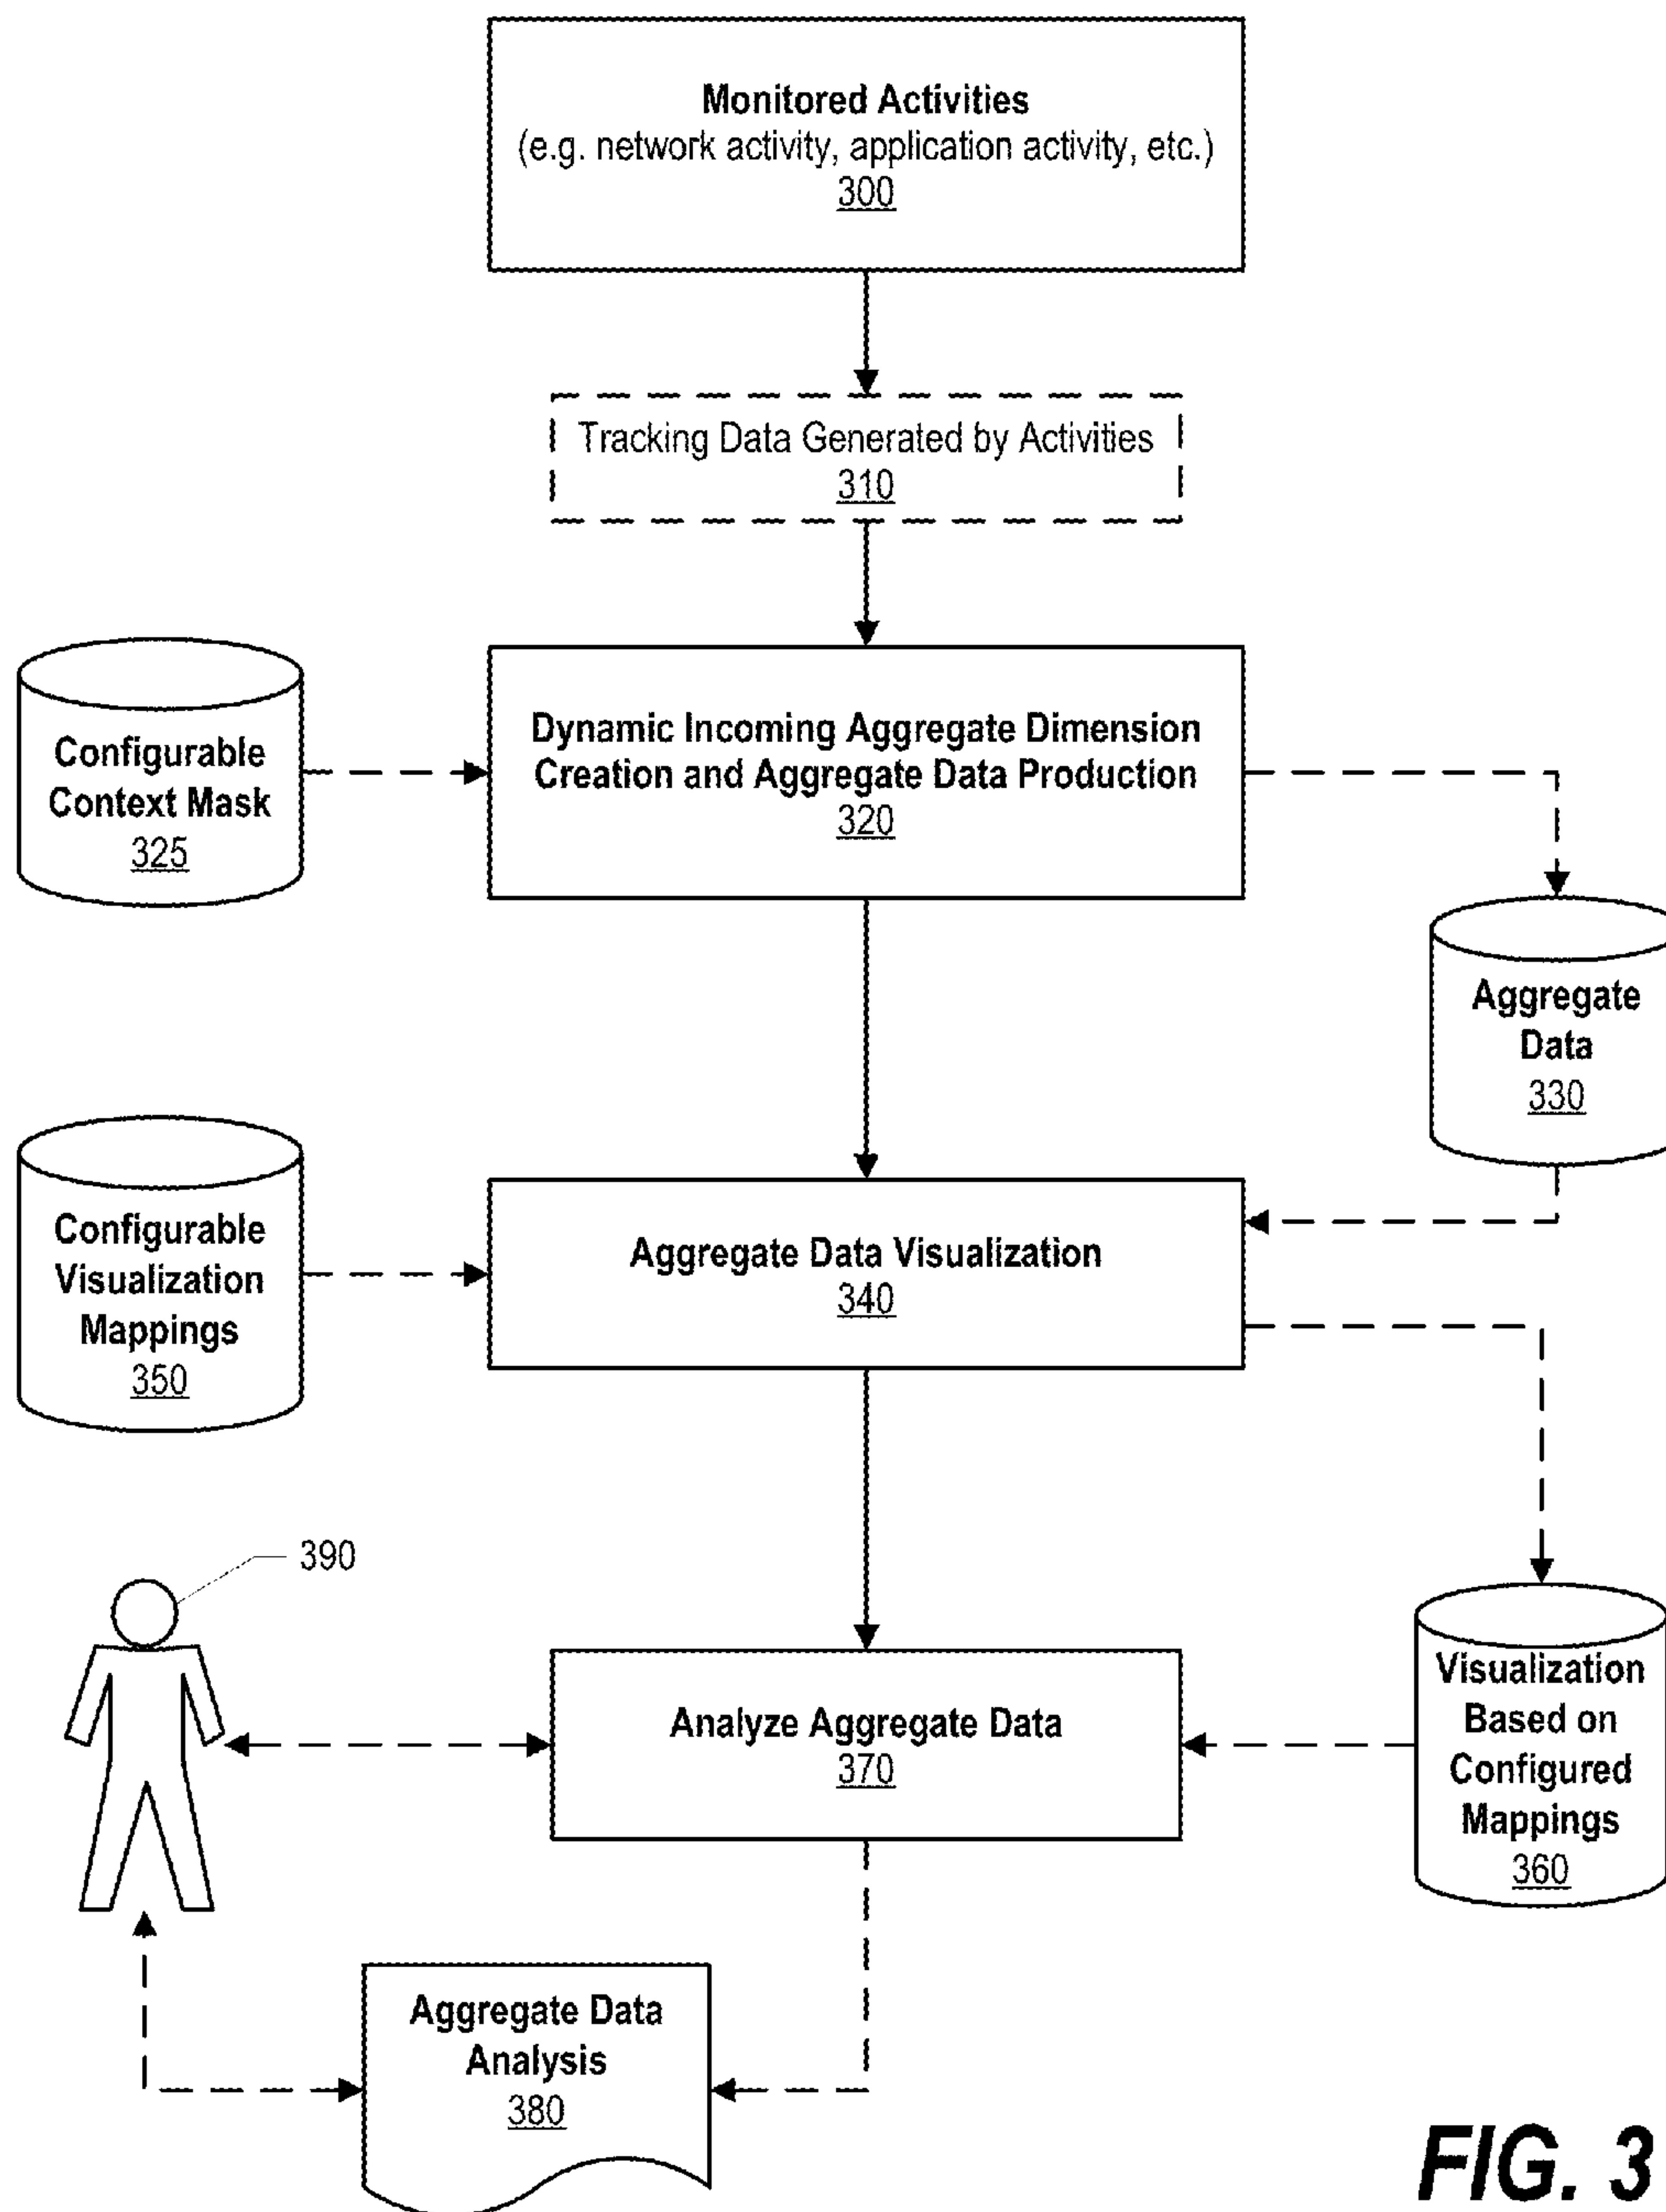 Monitored Activities
(e.g. network activity, application activity, etc.)
300
Tracking Data Generated by Activities
310
Configurable
Context Mask
325
Dynamic Incoming Aggregate Dimension
Creation and Aggregate Data Production
320
Aggregate
Data
330
Configurable
Visualization
Mappings
350
Aggregate Data Visualization
340
390
Analyze Aggregate Data
370
Visualization
Based on
Configured
Mappings
360
Aggregate Data
Analysis
380
FIG. 3